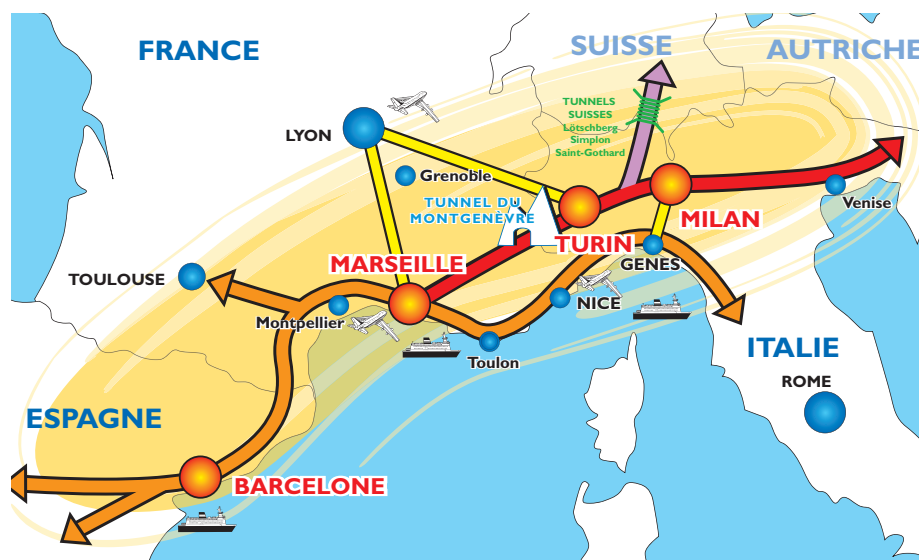 FRANCE
SUISSE
AUTRICHE
TUNNELS
SUISSES
Lötschberg
Simplon
Saint-Gothard
LYON
Grenoble
TUNNEL DU
MONTGENÈVRE
Venise
MILAN
TURIN
GENES
MARSEILLE
TOULOUSE
Montpellier
NICE
Toulon
ITALIE
ROME
ESPAGNE
BARCELONE